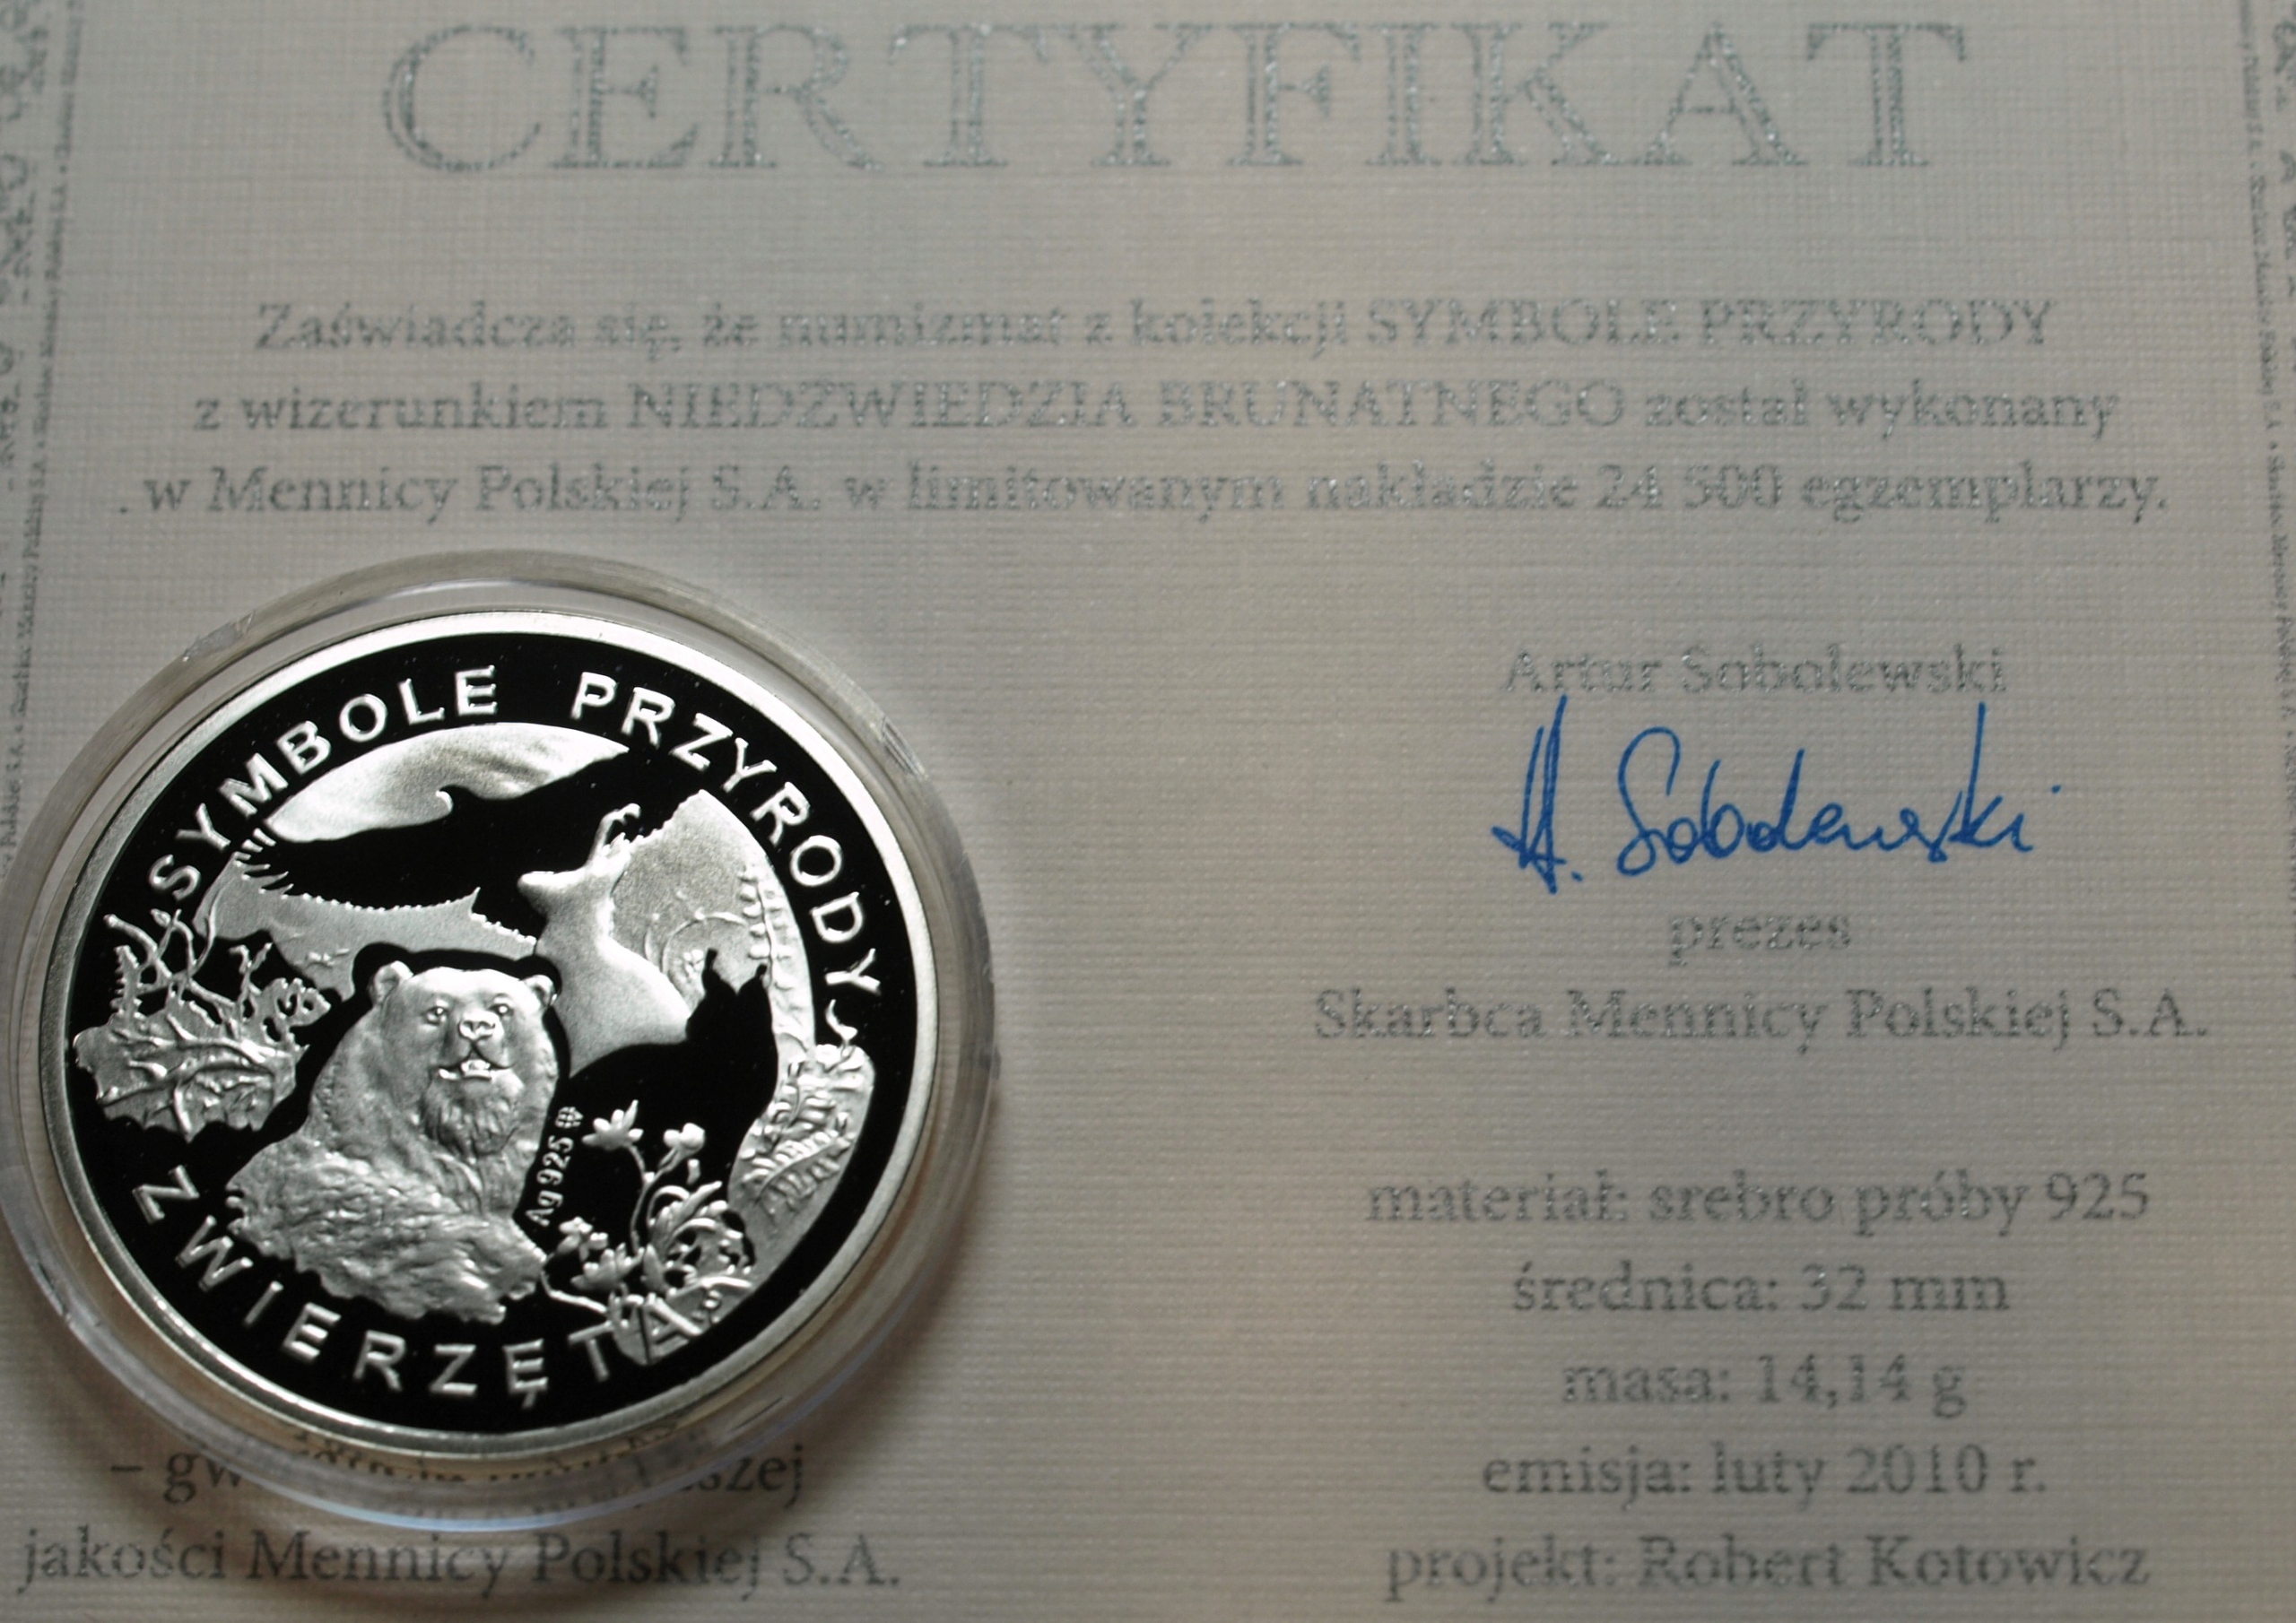 CERTYFIKAT
Zaświadcza się, że numizmat z kolekcji SYMBOLE PRZYRODY
z wizerunkiem NIEDŹWIEDZIA BRUNATNEGO został wykonany
w Mennicy Polskiej S.A. w limitowanym nakładzie 24 500 egzemplarzy.
SYMBOLE PRZYRODY
Ag 925
ZWIERZĘTA
Artur Sobolewski
A. Sobolewski
prezes
Skarbca Mennicy Polskiej S.A.
materiał: srebro próby 925
średnica: 32 mm
masa: 14,14 g
emisja: luty 2010 r.
projekt: Robert Kotowicz
jakości Mennicy Polskiej S.A.